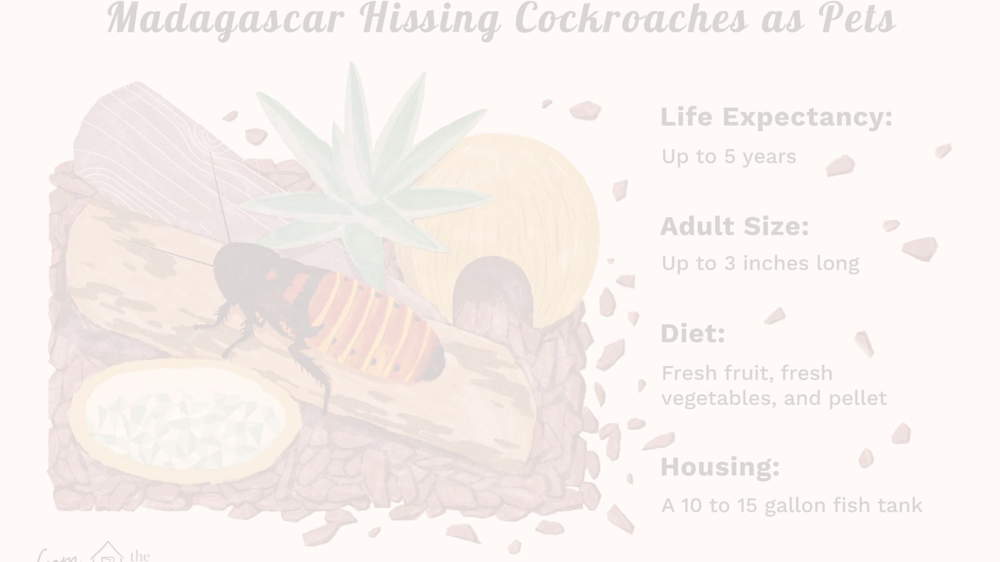 Madagascar Hissing Cockroaches as Pets
Life Expectancy:
Up to 5 years
Adult Size:
Up to 3 inches long
Diet:
Fresh fruit, fresh
vegetables, and pellet
Housing:
A 10 to 15 gallon fish tank
the